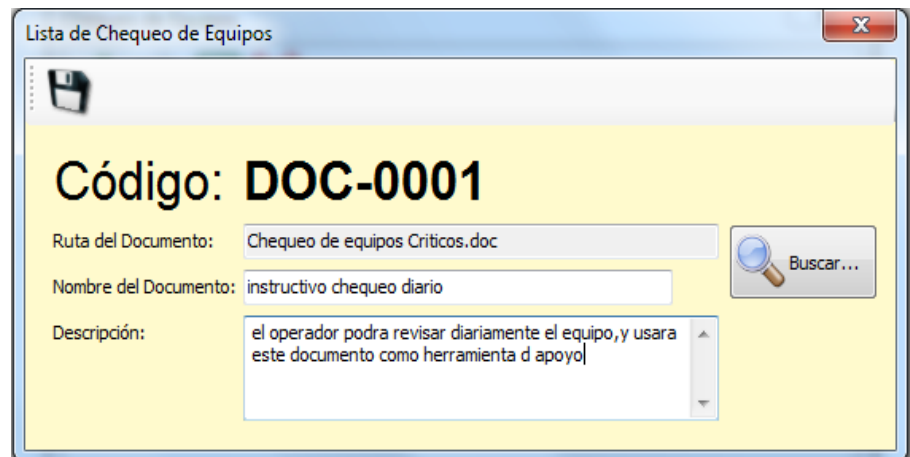 Lista de Chequeo de Equipos
Código: DOC-0001
Ruta del Documento: Chequeo de equipos Criticos.doc
Buscar...
Nombre del Documento: instructivo chequeo diario
Descripción: el operador podra revisar diariamente el equipo,y usara
este documento como herramienta d apoyo